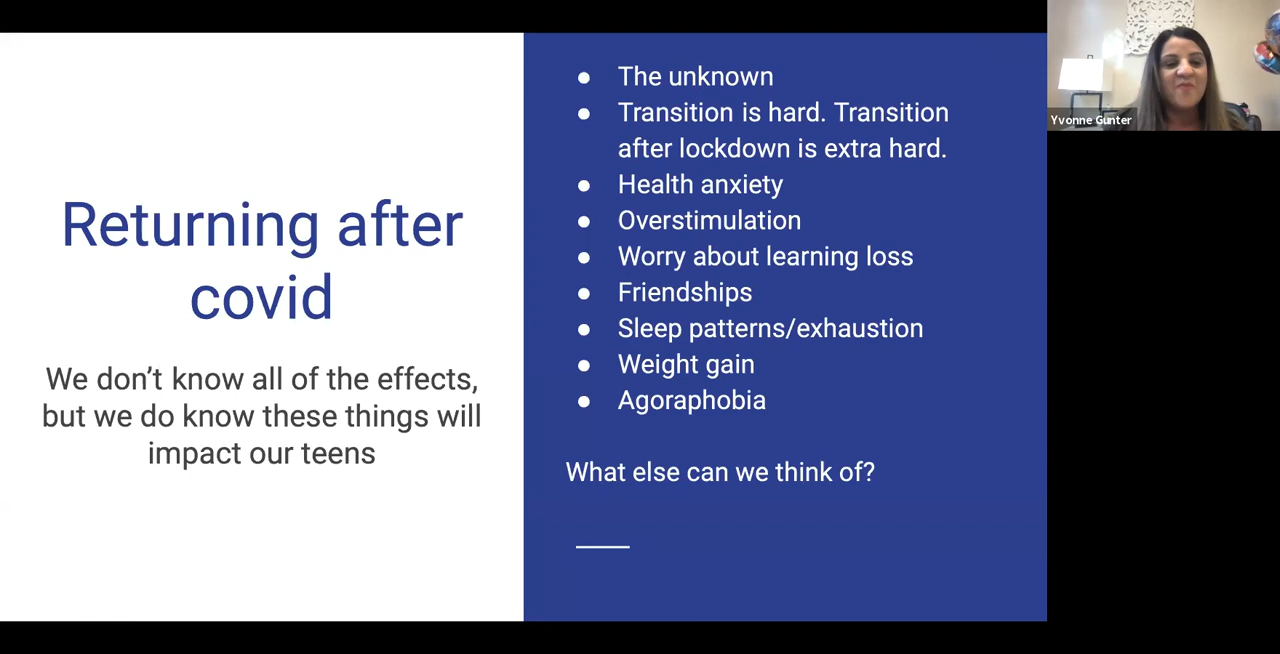 Returning after
covid
We don’t know all of the effects,
but we do know these things will
impact our teens
● The unknown
● Transition is hard. Transition
after lockdown is extra hard.
● Health anxiety
● Overstimulation
● Worry about learning loss
● Friendships
● Sleep patterns/exhaustion
● Weight gain
● Agoraphobia
What else can we think of?
Yvonne Gunter